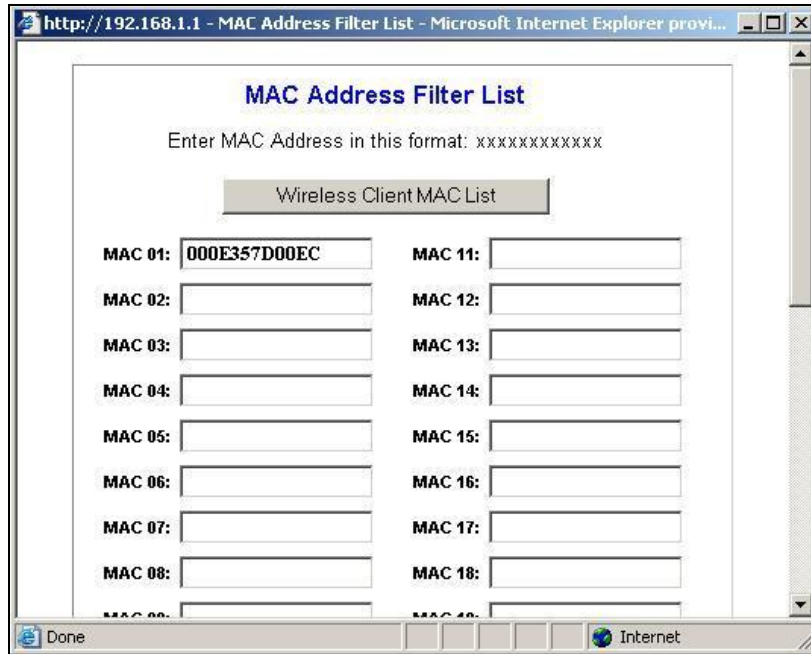 http://192.168.1.1 - MAC Address Filter List - Microsoft Internet Explorer provi...
MAC Address Filter List
Enter MAC Address in this format: xxxxxxxxxxxx
Wireless Client MAC List
MAC 01: 000E357D00EC MAC 11:
MAC 02: MAC 12:
MAC 03: MAC 13:
MAC 04: MAC 14:
MAC 05: MAC 15:
MAC 06: MAC 16:
MAC 07: MAC 17:
MAC 08: MAC 18:
Done Internet